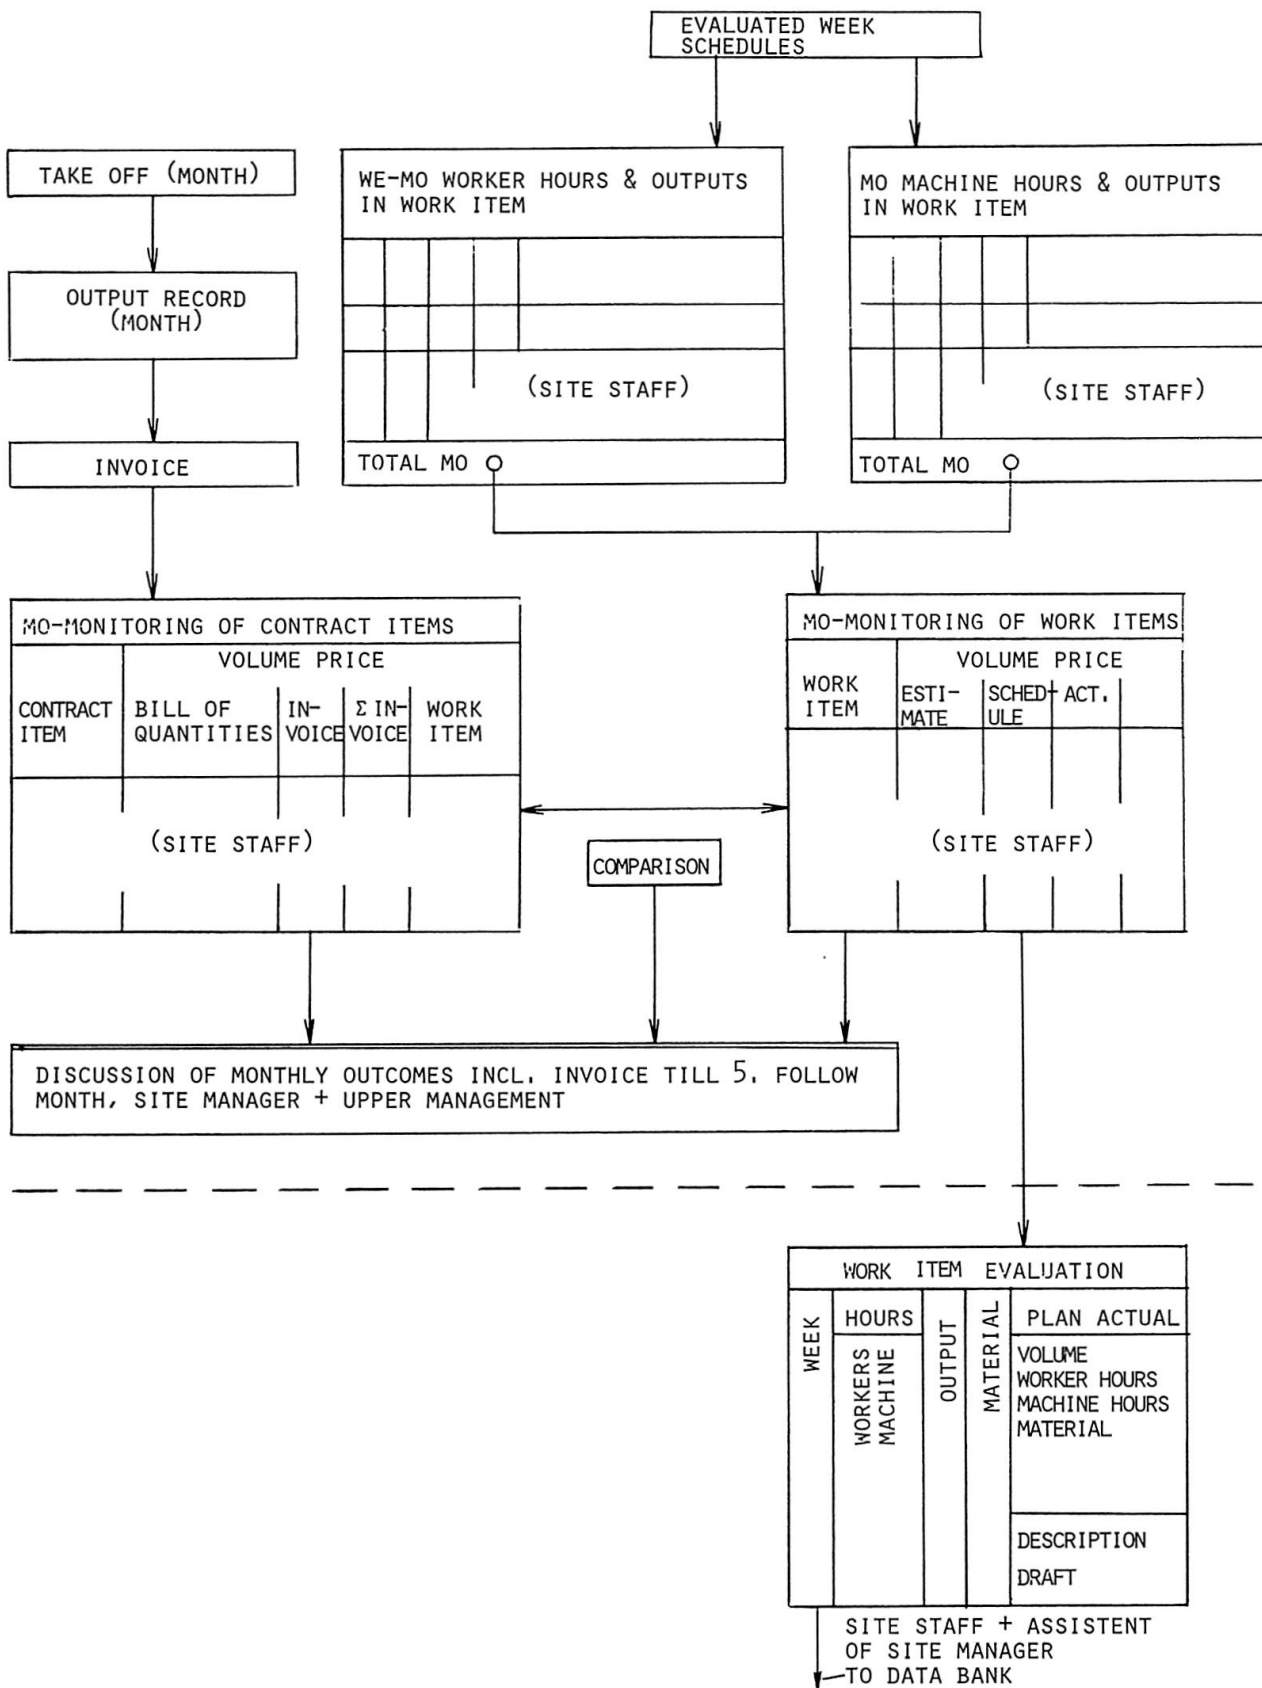 EVALUATED WEEK
SCHEDULES
TAKE OFF (MONTH)
OUTPUT RECORD
(MONTH)
INVOICE
WE-MO WORKER HOURS & OUTPUTS
IN WORK ITEM
(SITE STAFF)
TOTAL MO
MO MACHINE HOURS & OUTPUTS
IN WORK ITEM
(SITE STAFF)
TOTAL MO
MO-MONITORING OF CONTRACT ITEMS
VOLUME PRICE
CONTRACT
ITEM
BILL OF
QUANTITIES
IN-
VOICE
Σ IN-
VOICE
WORK
ITEM
(SITE STAFF)
MO-MONITORING OF WORK ITEMS
VOLUME PRICE
WORK
ITEM
ESTI-
MATE
SCHED-
ULE
ACT.
(SITE STAFF)
COMPARISON
DISCUSSION OF MONTHLY OUTCOMES INCL. INVOICE TILL 5. FOLLOW
MONTH, SITE MANAGER + UPPER MANAGEMENT
WORK ITEM EVALUATION
WEEK
HOURS
WORKERS
MACHINE
OUTPUT
MATERIAL
PLAN ACTUAL
VOLUME
WORKER HOURS
MACHINE HOURS
MATERIAL
DESCRIPTION
DRAFT
SITE STAFF + ASSISTENT
OF SITE MANAGER
TO DATA BANK